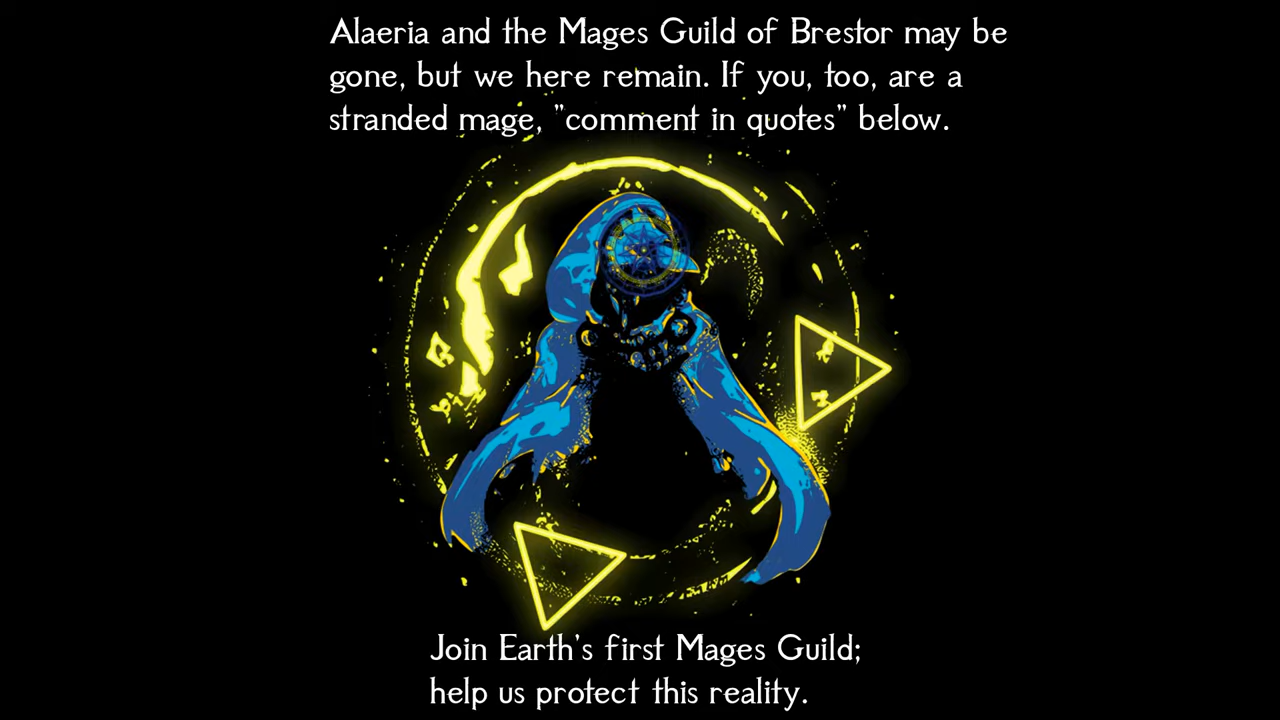 Alaeria and the Mages Guild of Brestor may be
gone, but we here remain. If you, too, are a
stranded mage, "comment in quotes" below.
Join Earth's first Mages Guild;
help us protect this reality.